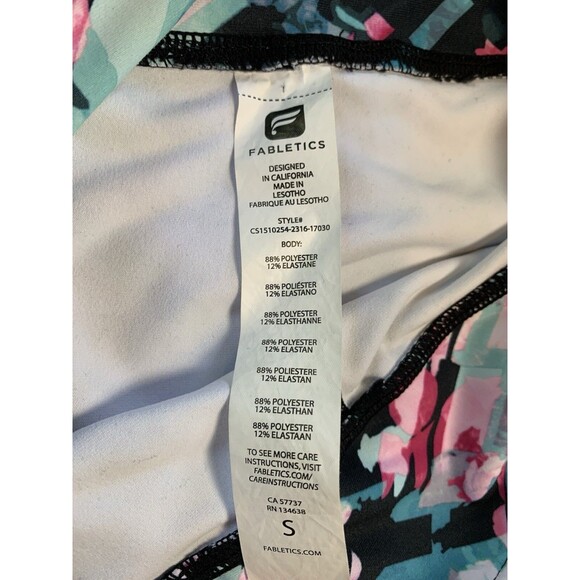 FABLETICS
DESIGNED
IN CALIFORNIA
MADE IN
LESOTHO
FABRIQUE AU LESOTHO
STYLE#
CS1510254-2316-17030
BODY:
88% POLYESTER
12% ELASTANE
88% POLIÉSTER
12% ELASTANO
88% POLYESTER
12% ELASTHANNE
88% POLYESTER
12% ELASTAN
88% POLIESTERE
12% ELASTAN
88% POLYESTER
12% ELASTHAN
88% POLYESTER
12% ELASTAAN
TO SEE MORE CARE
INSTRUCTIONS, VISIT
FABLETICS.COM/
CAREINSTRUCTIONS
CA 57737
RN 134638
S
FABLETICS.COM